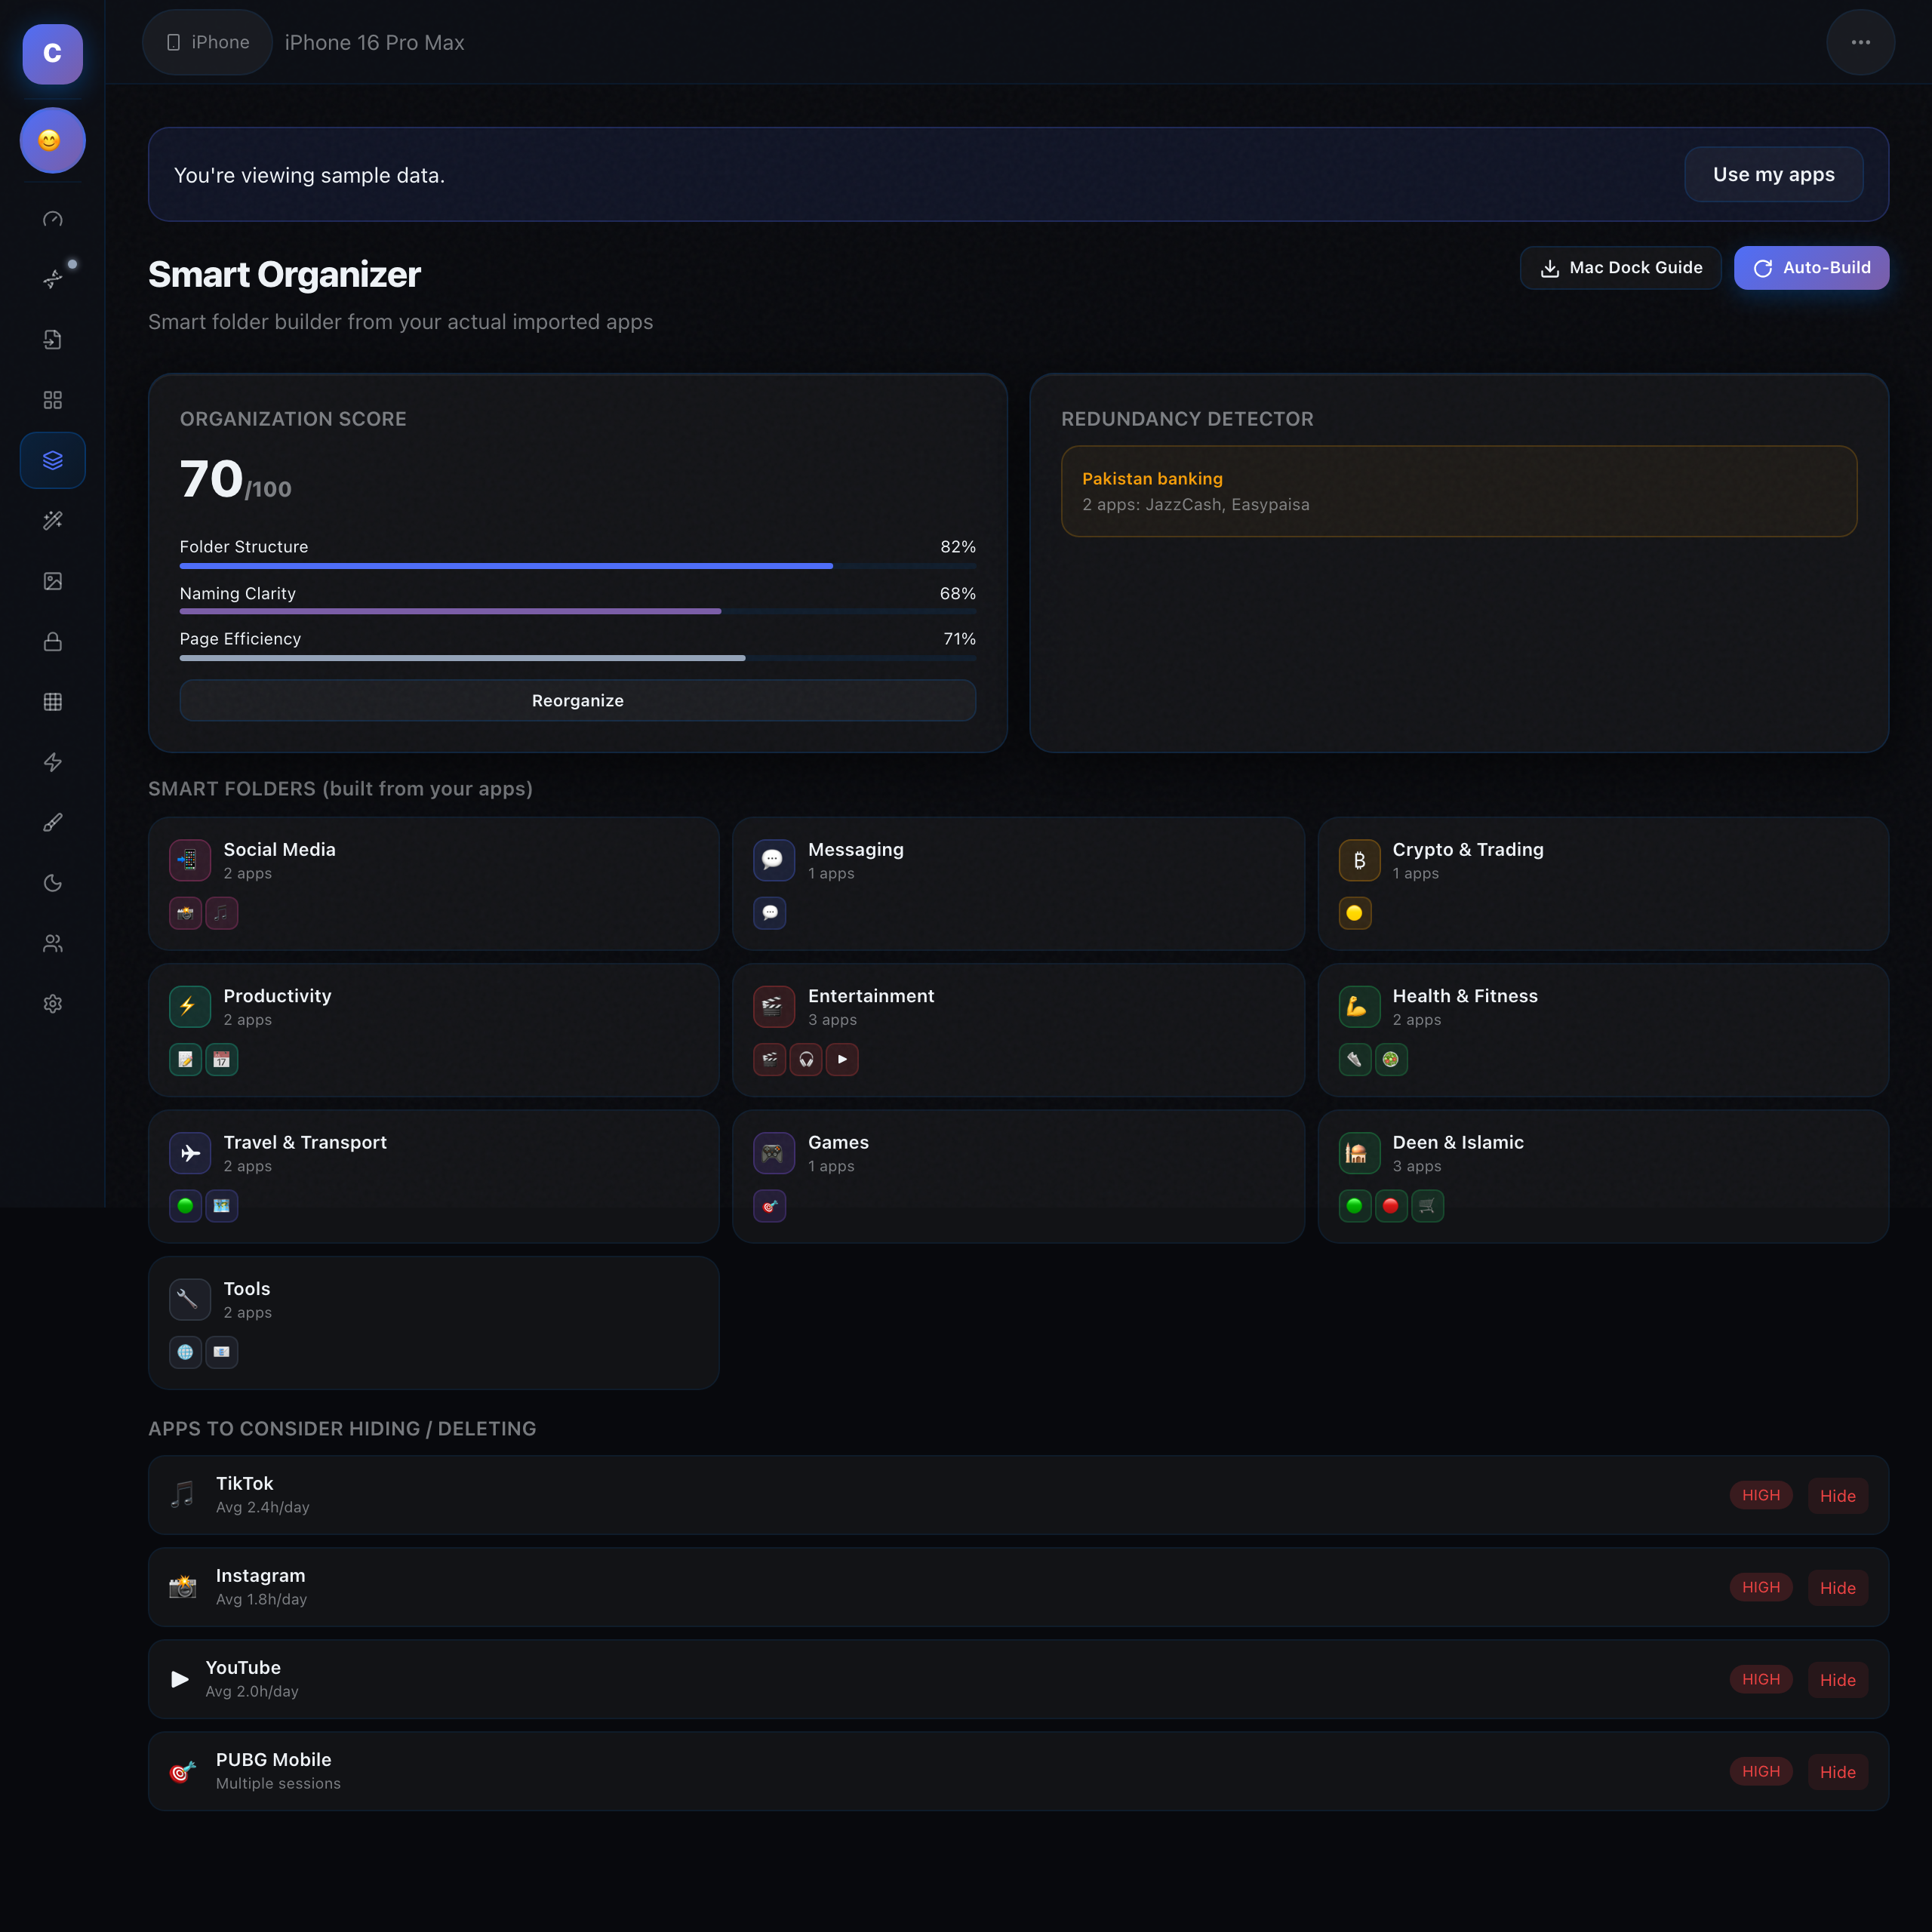 C
iPhone
iPhone 16 Pro Max
You're viewing sample data.
Use my apps
Smart Organizer
Mac Dock Guide
Auto-Build
Smart folder builder from your actual imported apps
ORGANIZATION SCORE
70/100
Folder Structure 82%
Naming Clarity 68%
Page Efficiency 71%
Reorganize
REDUNDANCY DETECTOR
Pakistan banking
2 apps: JazzCash, Easypaisa
SMART FOLDERS (built from your apps)
Social Media
2 apps
Messaging
1 apps
Crypto & Trading
1 apps
Productivity
2 apps
Entertainment
3 apps
Health & Fitness
2 apps
Travel & Transport
2 apps
Games
1 apps
Deen & Islamic
3 apps
Tools
2 apps
APPS TO CONSIDER HIDING / DELETING
TikTok
Avg 2.4h/day
HIGH
Hide
Instagram
Avg 1.8h/day
HIGH
Hide
YouTube
Avg 2.0h/day
HIGH
Hide
PUBG Mobile
Multiple sessions
HIGH
Hide